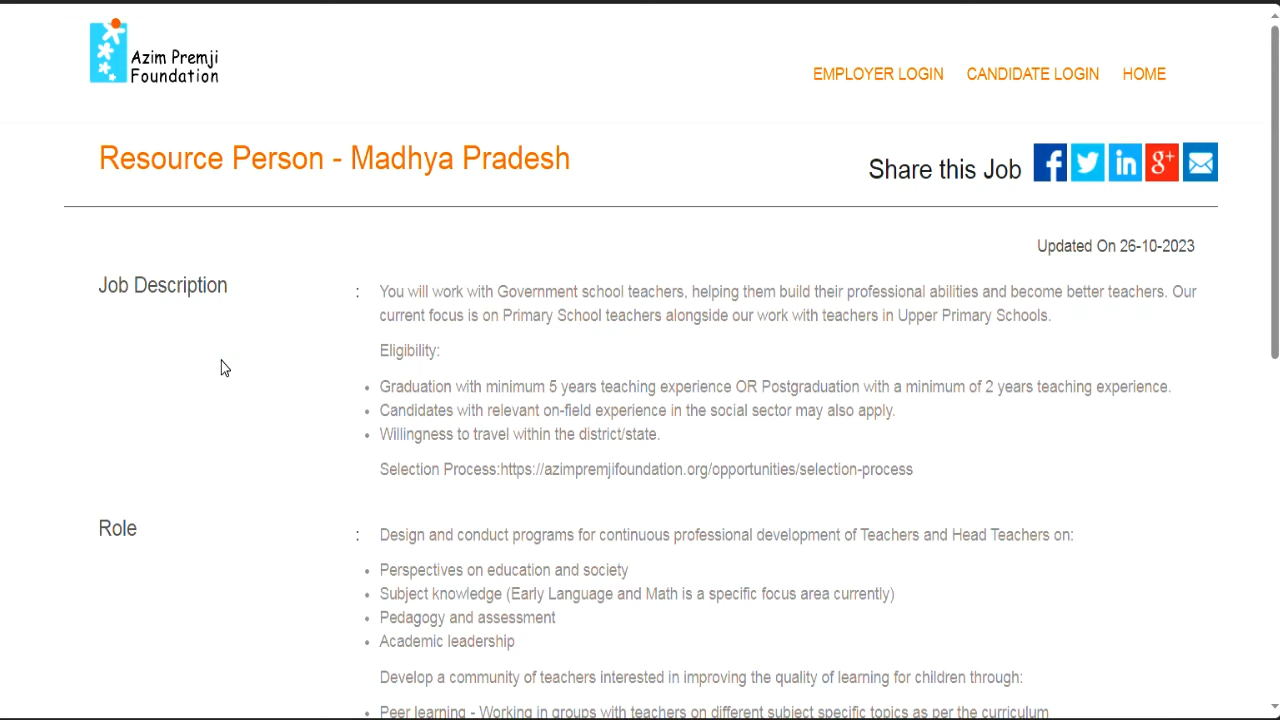 Azim Premji
Foundation
EMPLOYER LOGIN CANDIDATE LOGIN HOME
Resource Person - Madhya Pradesh
Share this Job
Updated On 26-10-2023
Job Description
: You will work with Government school teachers, helping them build their professional abilities and become better teachers. Our
current focus is on Primary School teachers alongside our work with teachers in Upper Primary Schools.
Eligibility:
• Graduation with minimum 5 years teaching experience OR Postgraduation with a minimum of 2 years teaching experience.
• Candidates with relevant on-field experience in the social sector may also apply.
• Willingness to travel within the district/state.
Selection Process:https://azimpremjifoundation.org/opportunities/selection-process
Role
: Design and conduct programs for continuous professional development of Teachers and Head Teachers on:
• Perspectives on education and society
• Subject knowledge (Early Language and Math is a specific focus area currently)
• Pedagogy and assessment
• Academic leadership
Develop a community of teachers interested in improving the quality of learning for children through:
• Peer learning - Working in groups with teachers on different subject specific topics as per the curriculum